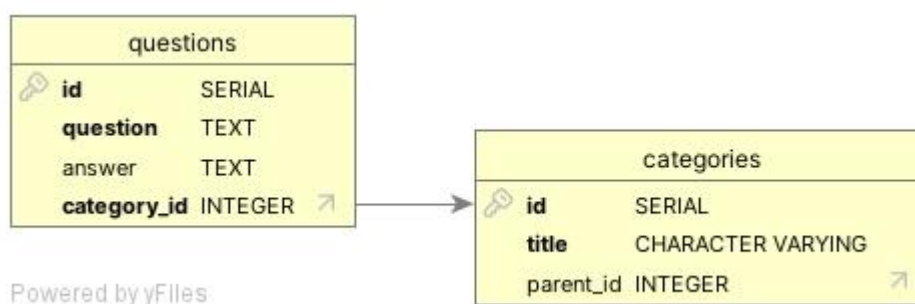 questions
id SERIAL
question TEXT
answer TEXT
category_id INTEGER
categories
id SERIAL
title CHARACTER VARYING
parent_id INTEGER
Powered by yFiles